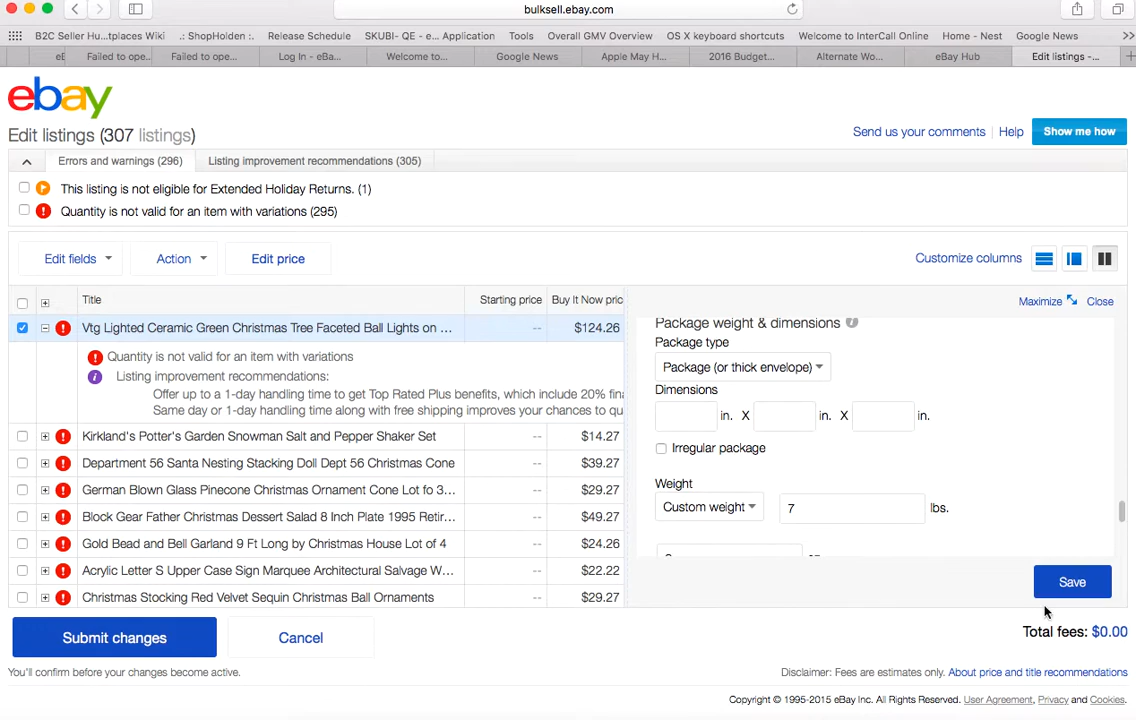 bulksell.ebay.com
B2C Seller Hu...tplaces Wiki .: ShopHolden :. Release Schedule SKUBI- QE - e... Application Tools Overall GMV Overview OS X keyboard shortcuts Welcome to InterCall Online Home - Nest Google News >>
eE Failed to ope... Failed to ope... Log In - eBa... Welcome to... Google News Apple May H... 2016 Budget... Alternate Wo... eBay Hub Edit listings -...
ebay
Edit listings (307 listings)
Send us your comments | Help Show me how
Errors and warnings (296) Listing improvement recommendations (305)
This listing is not eligible for Extended Holiday Returns. (1)
Quantity is not valid for an item with variations (295)
Edit fields Action Edit price Customize columns
Title Starting price Buy It Now pric
Maximize Close
Vtg Lighted Ceramic Green Christmas Tree Faceted Ball Lights on ... -- $124.26
Quantity is not valid for an item with variations
Listing improvement recommendations:
Offer up to a 1-day handling time to get Top Rated Plus benefits, which include 20% fina
Same day or 1-day handling time along with free shipping improves your chances to qu
Kirkland's Potter's Garden Snowman Salt and Pepper Shaker Set -- $14.27
Department 56 Santa Nesting Stacking Doll Dept 56 Christmas Cone -- $39.27
German Blown Glass Pinecone Christmas Ornament Cone Lot fo 3... -- $29.27
Block Gear Father Christmas Dessert Salad 8 Inch Plate 1995 Retir... -- $49.27
Gold Bead and Bell Garland 9 Ft Long by Christmas House Lot of 4 -- $24.26
Acrylic Letter S Upper Case Sign Marquee Architectural Salvage W... -- $22.22
Christmas Stocking Red Velvet Sequin Christmas Ball Ornaments -- $29.27
Package weight & dimensions
Package type
Package (or thick envelope)
Dimensions
in. X in. X in.
Irregular package
Weight
Custom weight 7 lbs.
Save
Submit changes Cancel
Total fees: $0.00
You'll confirm before your changes become active.
Disclaimer: Fees are estimates only. About price and title recommendations
Copyright © 1995-2015 eBay Inc. All Rights Reserved. User Agreement, Privacy and Cookies.